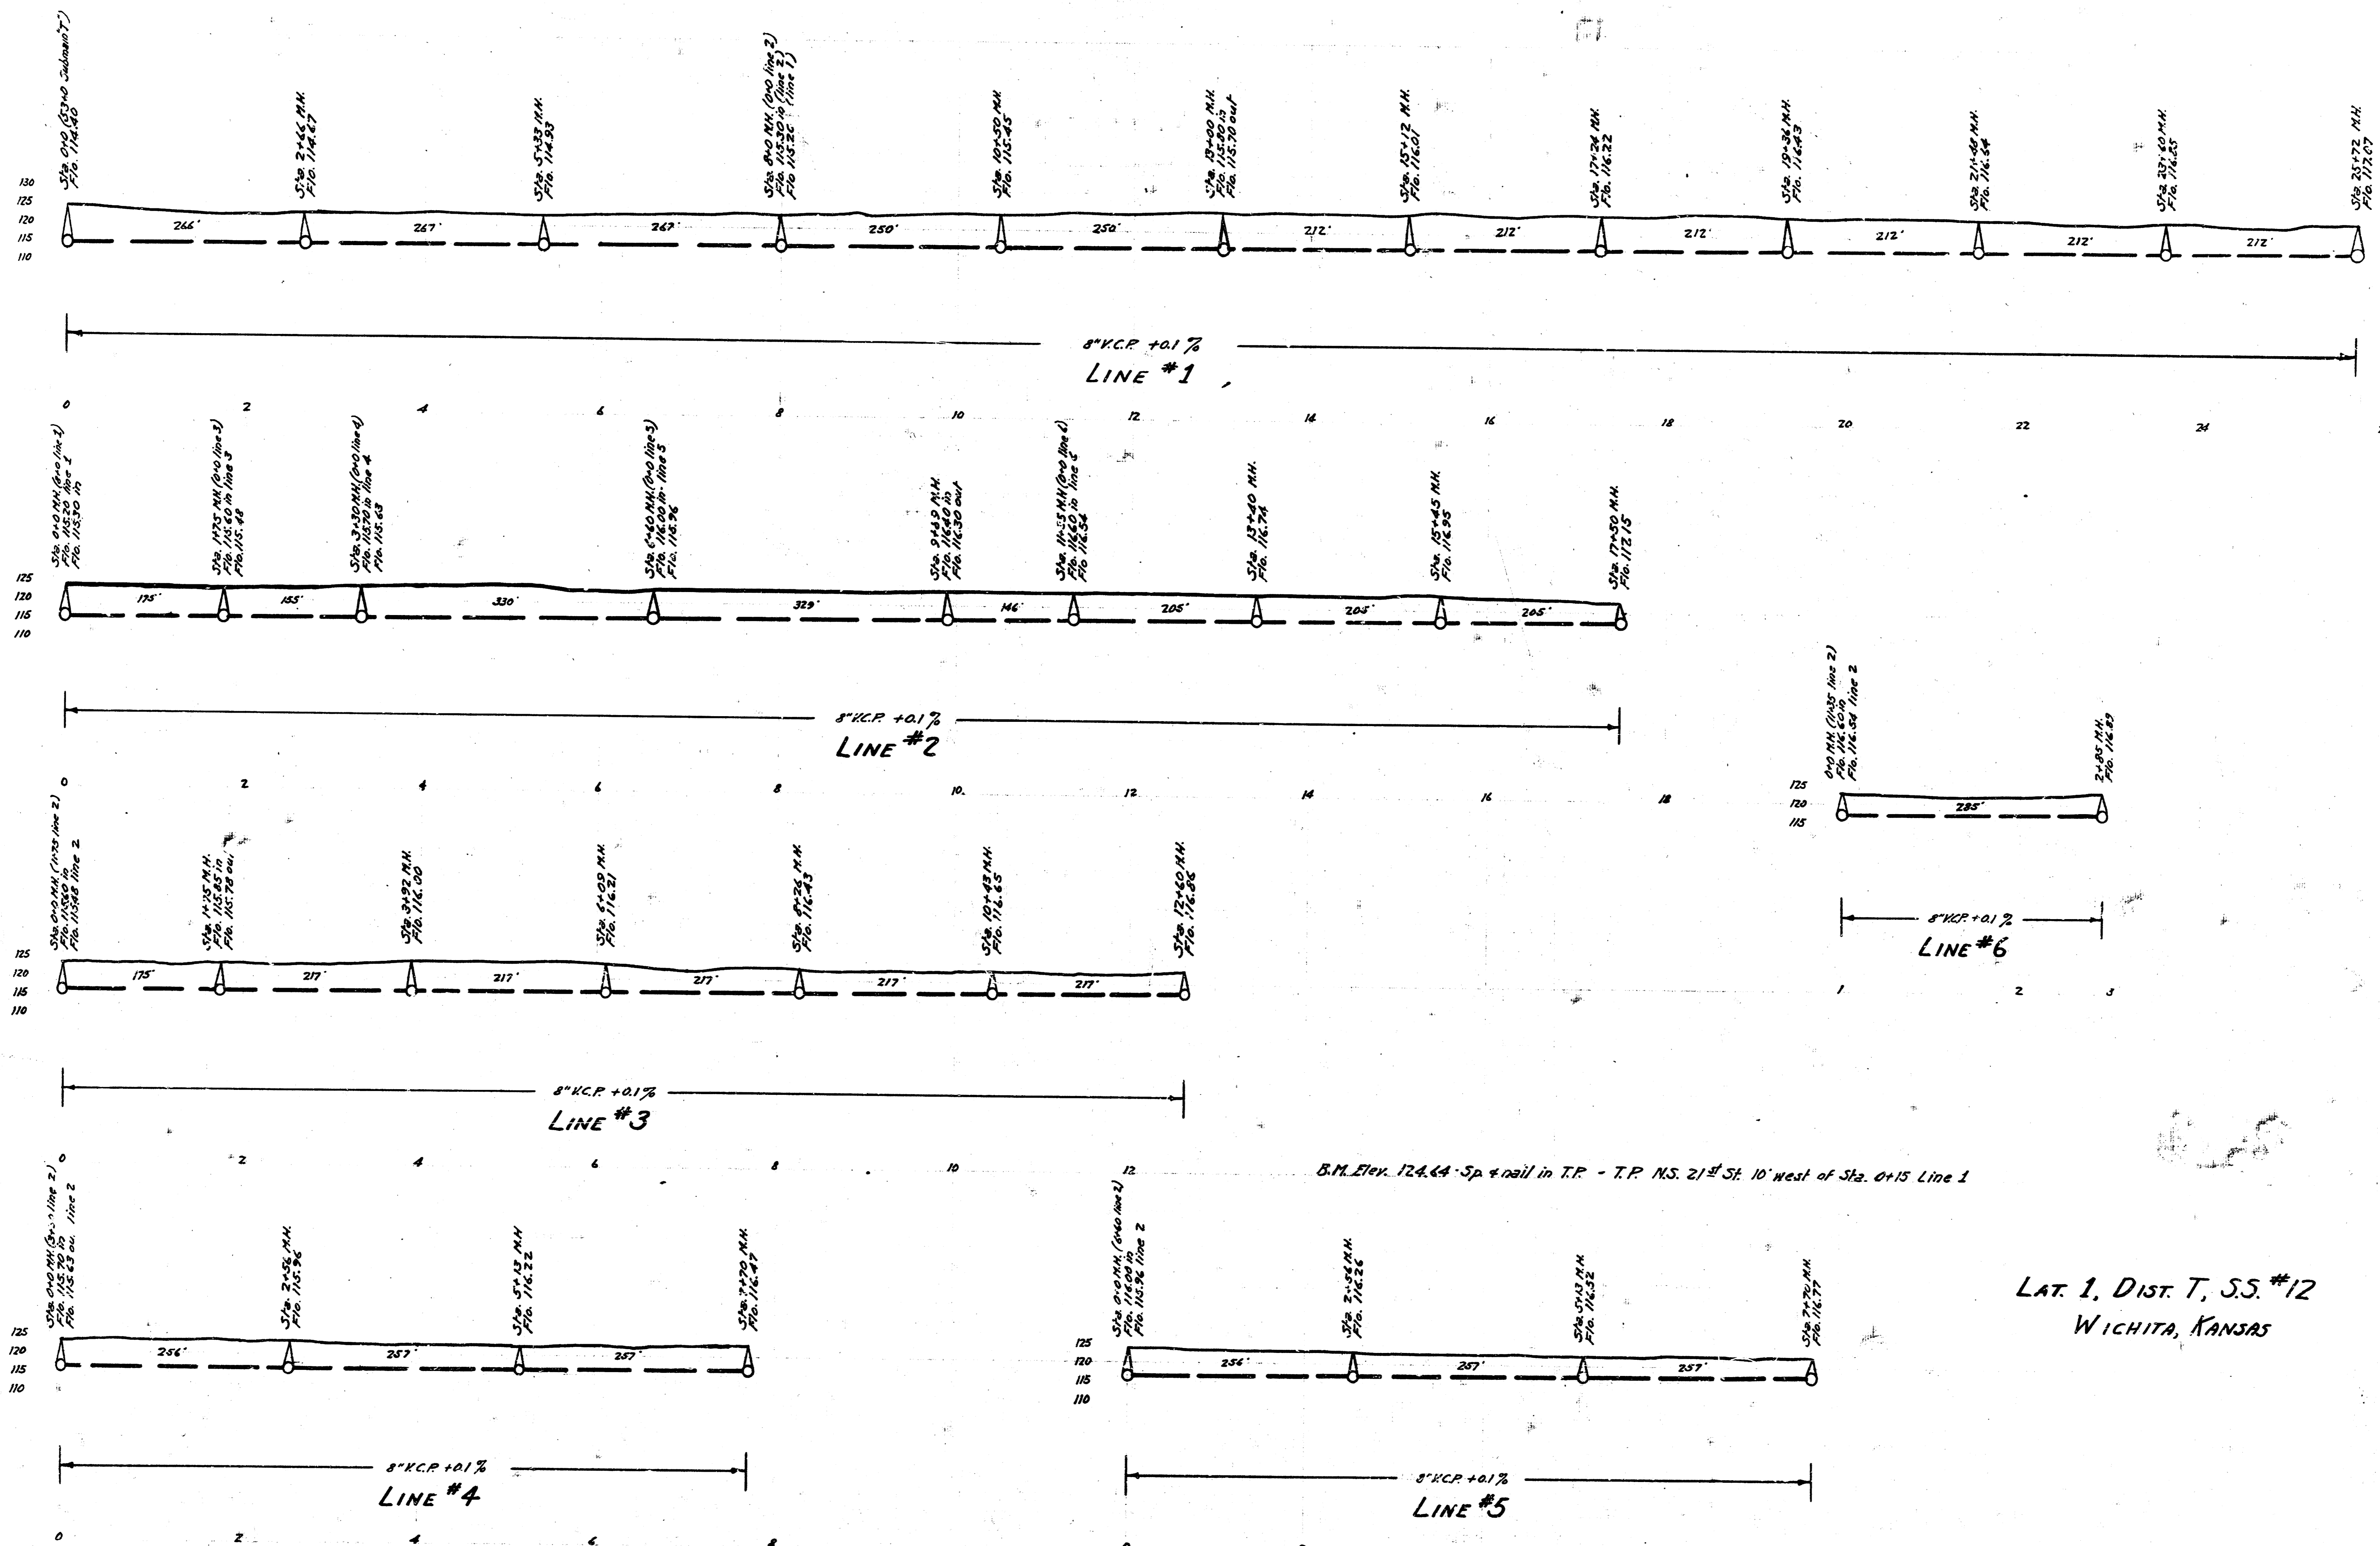 Sta. 0+0 (53+0 Submain "T")
Flo. 114.40
Sta. 2+66 M.H.
Flo. 114.67
Sta. 5+33 M.H.
Flo. 114.93
Sta. 8+0 M.H. (0+0 line 2)
Flo. 115.30 in (line 2)
Flo 115.26 (line 1)
Sta. 10+50 M.H.
Flo. 115.45
Sta. 13+00 M.H.
Flo. 115.80 in
Flo. 115.70 out
Sta. 15+12 M.H.
Flo. 116.01
Sta. 17+24 M.H.
Flo. 116.22
Sta. 19+36 M.H.
Flo. 116.43
Sta. 21+48 M.H.
Flo. 116.64
Sta. 23+60 M.H.
Flo. 116.85
Sta. 25+72 M.H.
Flo. 117.07
130
125
120
115
110
266'
267'
267'
250'
250'
212'
212'
212'
212'
212'
212'
8" V.C.P. +0.1%
LINE #1
0 2 4 6 8 10 12 14 16 18 20 22 24
Flo. 115.30 in
Sta. 1+75 M.H. (0+0 line 3)
Flo. 115.60 in line 3
Flo. 115.48
Sta. 3+30 M.H. (0+0 line 4)
Flo. 115.70 in line 4
Flo. 115.63
Sta. 6+60 M.H. (0+0 line 5)
Flo. 116.00 in line 5
Flo. 115.96
Sta. 9+89 M.H.
Flo. 116.40 in
Flo. 116.30 out
Sta. 11+35 M.H. (0+0 line 6)
Flo. 116.60 in line 6
Flo 116.54
Sta. 13+40 M.H.
Flo. 116.74
Sta. 15+45 M.H.
Flo. 116.95
Sta. 17+50 M.H.
Flo. 117.15
125
120
115
110
175'
155'
330'
329'
146'
205'
205'
205'
8" V.C.P. +0.1%
LINE #2
0 2 4 6 8 10 12 14 16 18
0+0 M.H. (11+35 line 2)
Flo. 116.60 in
Flo. 116.54 line 2
2+85 M.H.
Flo. 116.89
125
120
115
285'
8" V.C.P. +0.1%
LINE #6
1 2 3
Sta. 0+0 M.H. (1+75 line 2)
Flo. 115.60 in
Flo. 115.48 line 2
Sta. 1+75 M.H.
Flo. 115.85 in
Flo. 115.78 out
Sta. 3+92 M.H.
Flo. 116.00
Sta. 6+09 M.H.
Flo. 116.21
Sta. 8+26 M.H.
Flo. 116.43
Sta. 10+43 M.H.
Flo. 116.65
Sta. 12+60 M.H.
Flo. 116.86
125
120
115
110
175'
217'
217'
217'
217'
217'
8" V.C.P. +0.1%
LINE #3
0 2 4 6 8 10 12
B.M. Elev. 124.64 - Sp. & nail in T.P. - T.P. N.S. 21st St. 10' west of Sta. 0+15 Line 1
Flo. 115.70 in
Flo. 115.63 ou. line 2
Sta. 2+56 M.H.
Flo. 115.96
Sta. 5+13 M.H
Flo. 116.22
Sta. 7+70 M.H.
Flo. 116.47
125
120
115
110
256'
257'
257'
8" V.C.P. +0.1%
LINE #4
0 2 4 6 8
Sta. 0+0 M.H. (6+60 line 2)
Flo. 116.00 in
Flo. 115.96 line 2
Sta. 2+56 M.H.
Flo. 116.26
Sta. 5+13 M.H.
Flo. 116.52
Sta. 7+70 M.H.
Flo. 116.77
125
120
115
110
256'
257'
257'
8" V.C.P. +0.1%
LINE #5
LAT. 1, DIST. T, S.S. #12
WICHITA, KANSAS